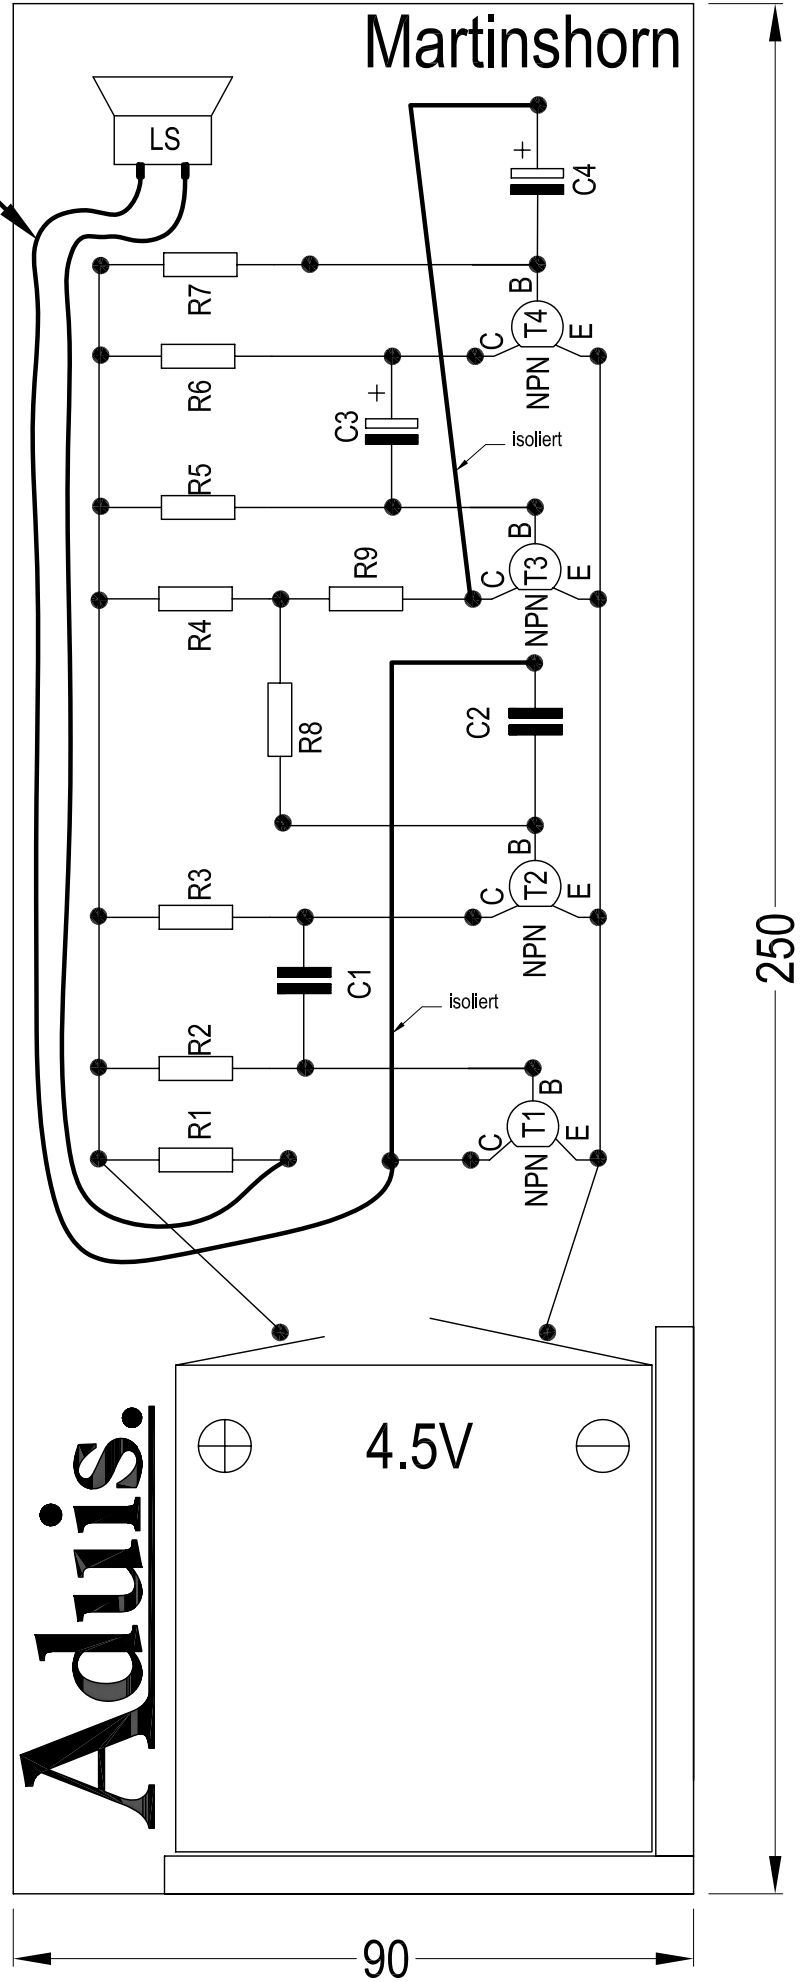 Martinshorn
LS
+
C4
R7
B
T4
C
E
NPN
R6
+
C3
isoliert
R5
B
R9
C
T3
E
R4
NPN
R8
C2
B
R3
C
T2
E
NPN
C1
isoliert
R2
B
R1
C
T1
E
NPN
250
4.5V
Aduis.
90